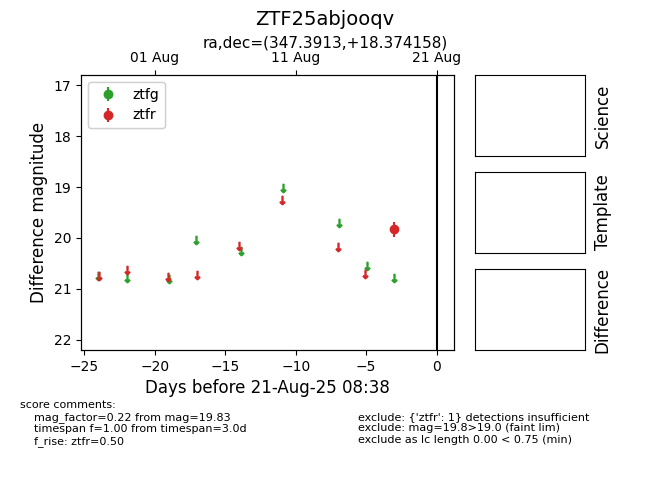 ZTF25abjooqv
ra,dec=(347.3913,+18.374158)
01 Aug
11 Aug
21 Aug
ztfg
ztfr
17
18
19
20
21
22
Difference magnitude
−25
−20
−15
−10
−5
0
Days before 21-Aug-25 08:38
Science
Template
Difference
score comments:
mag_factor=0.22 from mag=19.83
timespan f=1.00 from timespan=3.0d
f_rise: ztfr=0.50
exclude: {'ztfr': 1} detections insufficient
exclude: mag=19.8>19.0 (faint lim)
exclude as lc length 0.00 < 0.75 (min)